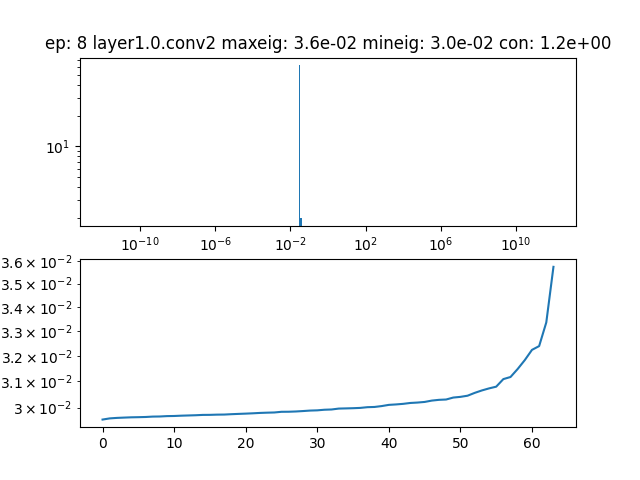 ep: 8 layer1.0.conv2 maxeig: 3.6e-02 mineig: 3.0e-02 con: 1.2e+00
10¹
10⁻¹⁰ 10⁻⁶ 10⁻² 10² 10⁶ 10¹⁰
3.6 × 10⁻²
3.5 × 10⁻²
3.4 × 10⁻²
3.3 × 10⁻²
3.2 × 10⁻²
3.1 × 10⁻²
3 × 10⁻²
0 10 20 30 40 50 60